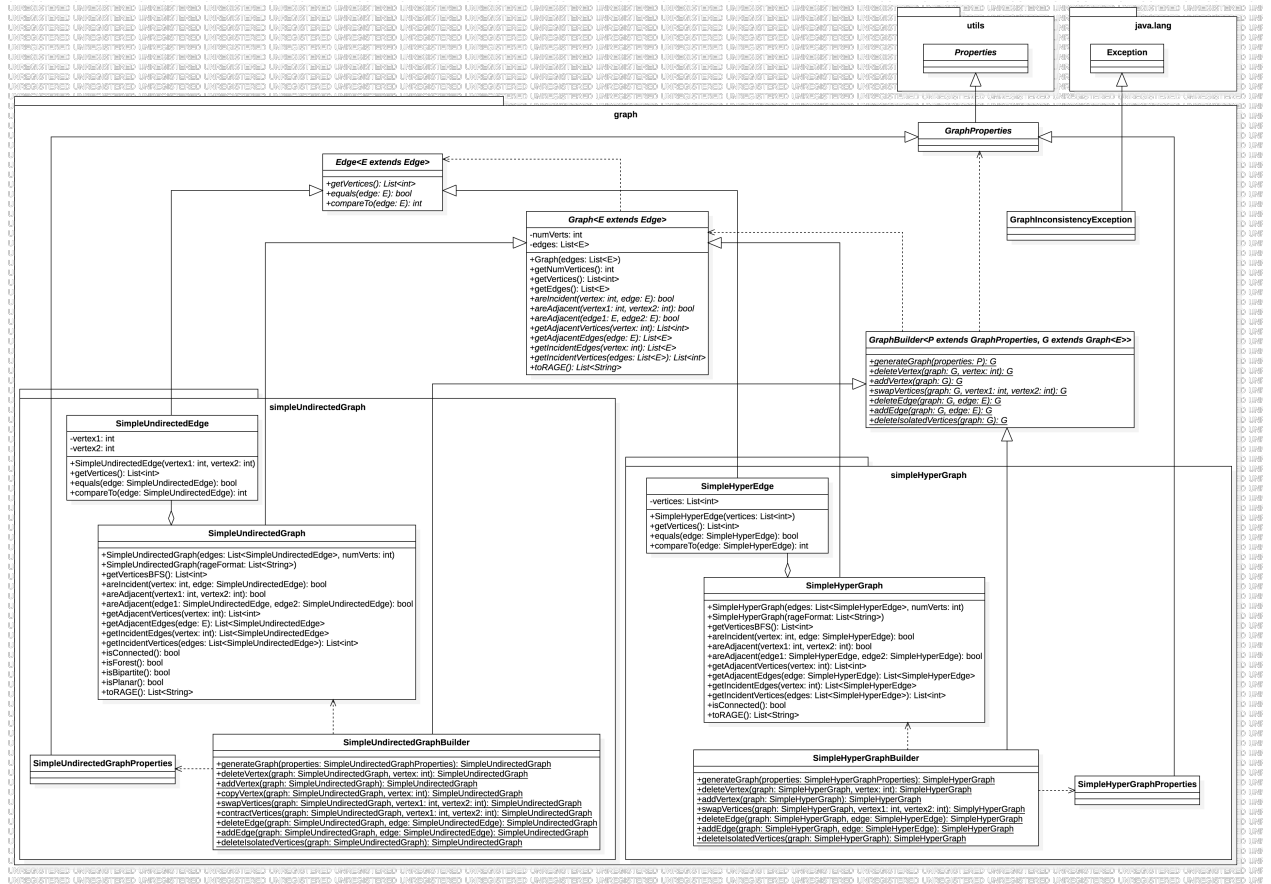 utils
java.lang
Properties
Exception
graph
GraphProperties
Edge<E extends Edge>
+getVertices(): List<int>
+equals(edge: E): bool
+compareTo(edge: E): int
GraphInconsistencyException
Graph<E extends Edge>
-numVerts: int
-edges: List<E>
+Graph(edges: List<E>)
+getNumVertices(): int
+getVertices(): List<int>
+getEdges(): List<E>
+areIncident(vertex: int, edge: E): bool
+areAdjacent(vertex1: int, vertex2: int): bool
+areAdjacent(edge1: E, edge2: E): bool
+getAdjacentVertices(vertex: int): List<int>
+getAdjacentEdges(edge: E): List<E>
+getIncidentEdges(vertex: int): List<E>
+getIncidentVertices(edges: List<E>): List<int>
+toRAGE(): List<String>
GraphBuilder<P extends GraphProperties, G extends Graph<E>>
+generateGraph(properties: P): G
+deleteVertex(graph: G, vertex: int): G
+addVertex(graph: G): G
+swapVertices(graph: G, vertex1: int, vertex2: int): G
+deleteEdge(graph: G, edge: E): G
+addEdge(graph: G, edge: E): G
+deleteIsolatedVertices(graph: G): G
simpleUndirectedGraph
SimpleUndirectedEdge
-vertex1: int
-vertex2: int
+SimpleUndirectedEdge(vertex1: int, vertex2: int)
+getVertices(): List<int>
+equals(edge: SimpleUndirectedEdge): bool
+compareTo(edge: SimpleUndirectedEdge): int
SimpleUndirectedGraph
+SimpleUndirectedGraph(edges: List<SimpleUndirectedEdge>, numVerts: int)
+SimpleUndirectedGraph(rageFormat: List<String>)
+getVerticesBFS(): List<int>
+areIncident(vertex: int, edge: SimpleUndirectedEdge): bool
+areAdjacent(vertex1: int, vertex2: int): bool
+areAdjacent(edge1: SimpleUndirectedEdge, edge2: SimpleUndirectedEdge): bool
+getAdjacentVertices(vertex: int): List<int>
+getAdjacentEdges(edge: E): List<SimpleUndirectedEdge>
+getIncidentEdges(vertex: int): List<SimpleUndirectedEdge>
+getIncidentVertices(edges: List<SimpleUndirectedEdge>): List<int>
+isConnected(): bool
+isForest(): bool
+isBipartite(): bool
+isPlanar(): bool
+toRAGE(): List<String>
SimpleUndirectedGraphProperties
SimpleUndirectedGraphBuilder
+generateGraph(properties: SimpleUndirectedGraphProperties): SimpleUndirectedGraph
+deleteVertex(graph: SimpleUndirectedGraph, vertex: int): SimpleUndirectedGraph
+addVertex(graph: SimpleUndirectedGraph): SimpleUndirectedGraph
+copyVertex(graph: SimpleUndirectedGraph, vertex: int): SimpleUndirectedGraph
+swapVertices(graph: SimpleUndirectedGraph, vertex1: int, vertex2: int): SimpleUndirectedGraph
+contractVertices(graph: SimpleUndirectedGraph, vertex1: int, vertex2: int): SimpleUndirectedGraph
+deleteEdge(graph: SimpleUndirectedGraph, edge: SimpleUndirectedEdge): SimpleUndirectedGraph
+addEdge(graph: SimpleUndirectedGraph, edge: SimpleUndirectedEdge): SimpleUndirectedGraph
+deleteIsolatedVertices(graph: SimpleUndirectedGraph): SimpleUndirectedGraph
simpleHyperGraph
SimpleHyperEdge
-vertices: List<int>
+SimpleHyperEdge(vertices: List<int>)
+getVertices(): List<int>
+equals(edge: SimpleHyperEdge): bool
+compareTo(edge: SimpleHyperEdge): int
SimpleHyperGraph
+SimpleHyperGraph(edges: List<SimpleHyperEdge>, numVerts: int)
+SimpleHyperGraph(rageFormat: List<String>)
+getVerticesBFS(): List<int>
+areIncident(vertex: int, edge: SimpleHyperEdge): bool
+areAdjacent(vertex1: int, vertex2: int): bool
+areAdjacent(edge1: SimpleHyperEdge, edge2: SimpleHyperEdge): bool
+getAdjacentVertices(vertex: int): List<int>
+getAdjacentEdges(edge: SimpleHyperEdge): List<SimpleHyperEdge>
+getIncidentEdges(vertex: int): List<SimpleHyperEdge>
+getIncidentVertices(edges: List<SimpleHyperEdge>): List<int>
+isConnected(): bool
+toRAGE(): List<String>
SimpleHyperGraphBuilder
+generateGraph(properties: SimpleHyperGraphProperties): SimpleHyperGraph
+deleteVertex(graph: SimpleHyperGraph, vertex: int): SimpleHyperGraph
+addVertex(graph: SimpleHyperGraph): SimpleHyperGraph
+swapVertices(graph: SimpleHyperGraph, vertex1: int, vertex2: int): SimplyHyperGraph
+deleteEdge(graph: SimpleHyperGraph, edge: SimpleHyperEdge): SimpleHyperGraph
+addEdge(graph: SimpleHyperGraph, edge: SimpleHyperEdge): SimpleHyperGraph
+deleteIsolatedVertices(graph: SimpleHyperGraph): SimpleHyperGraph
SimpleHyperGraphProperties